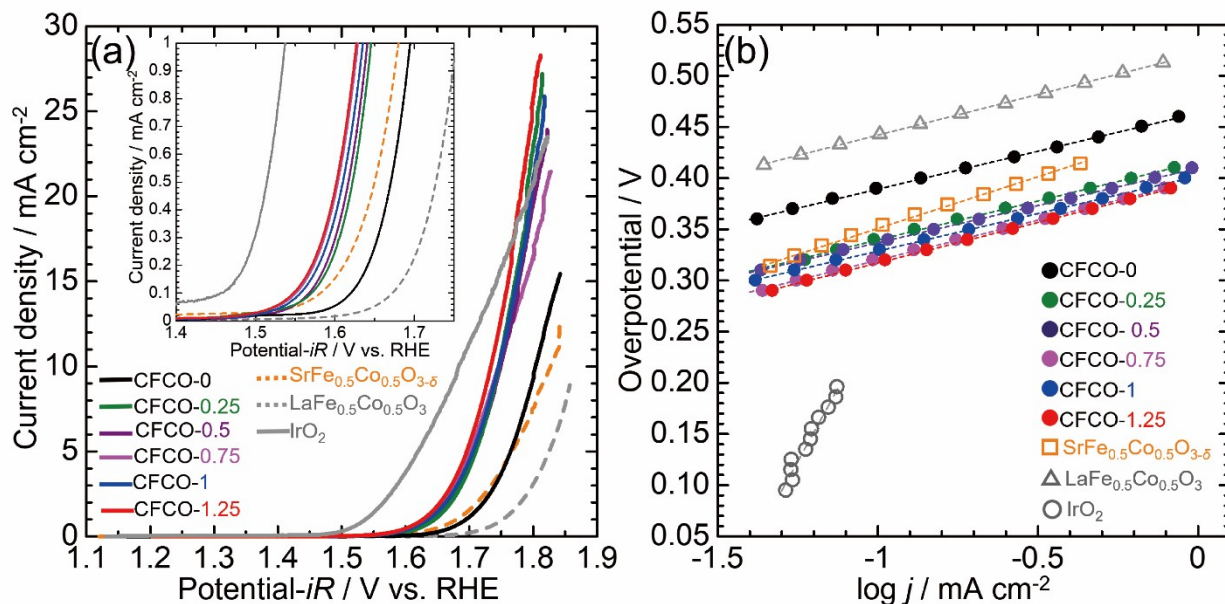 (a)
Current density / mA cm⁻²
30
25
20
15
10
5
0
1.1 1.2 1.3 1.4 1.5 1.6 1.7 1.8 1.9
Potential-iR / V vs. RHE
Current density / mA cm⁻²
1
0.9
0.8
0.7
0.6
0.5
0.4
0.3
0.2
0.1
0
1.4 1.5 1.6 1.7
Potential-iR / V vs. RHE
CFCO-0
CFCO-0.25
CFCO-0.5
CFCO-0.75
CFCO-1
CFCO-1.25
SrFe0.5Co0.5O3-δ
LaFe0.5Co0.5O3
IrO2
(b)
Overpotential / V
0.55
0.50
0.45
0.40
0.35
0.30
0.25
0.20
0.15
0.10
0.05
-1.5 -1 -0.5 0
log j / mA cm⁻²
CFCO-0
CFCO-0.25
CFCO- 0.5
CFCO-0.75
CFCO-1
CFCO-1.25
SrFe0.5Co0.5O3-δ
LaFe0.5Co0.5O3
IrO2